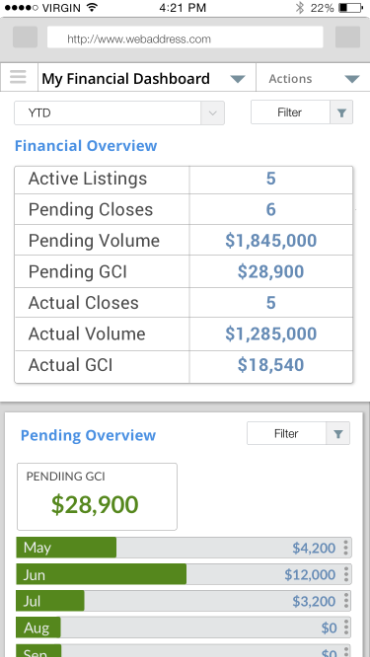 VIRGIN 4:21 PM 22%
http://www.webaddress.com
My Financial Dashboard Actions
YTD Filter
Financial Overview
Active Listings 5
Pending Closes 6
Pending Volume $1,845,000
Pending GCI $28,900
Actual Closes 5
Actual Volume $1,285,000
Actual GCI $18,540
Pending Overview Filter
PENDIING GCI
$28,900
May $4,200
Jun $12,000
Jul $3,200
Aug $0
Sep $0